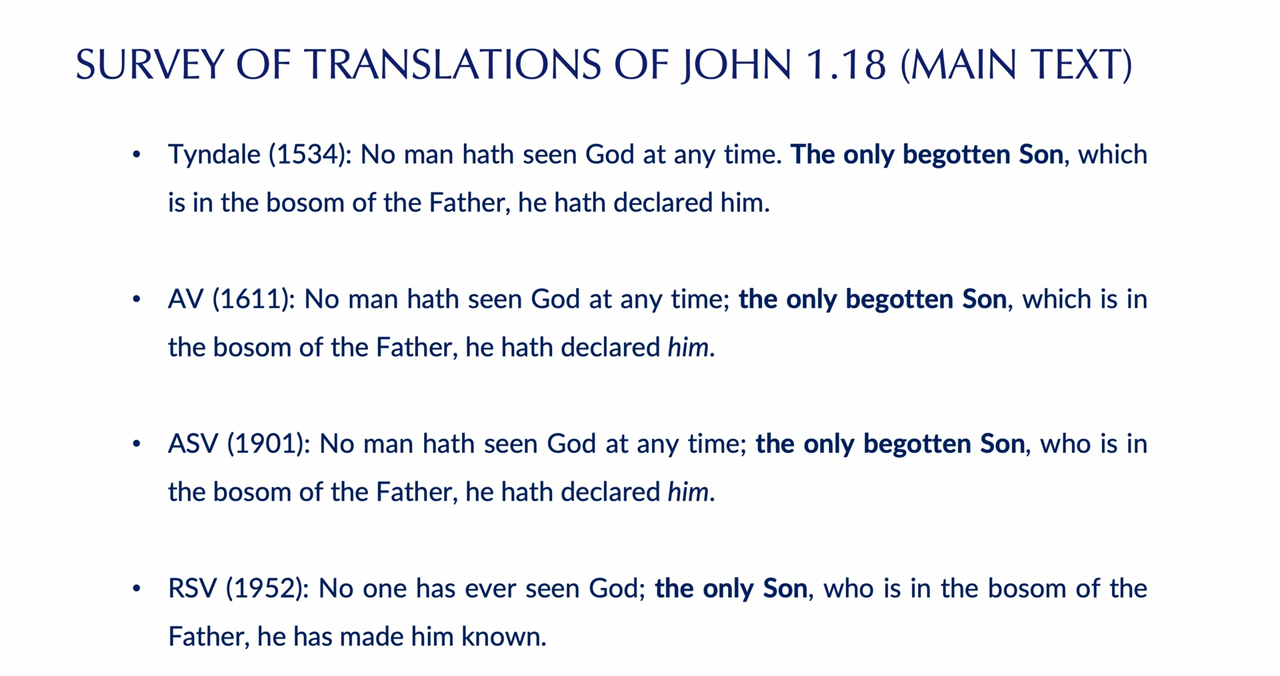 SURVEY OF TRANSLATIONS OF JOHN 1.18 (MAIN TEXT)
• Tyndale (1534): No man hath seen God at any time. The only begotten Son, which
is in the bosom of the Father, he hath declared him.
• AV (1611): No man hath seen God at any time; the only begotten Son, which is in
the bosom of the Father, he hath declared him.
• ASV (1901): No man hath seen God at any time; the only begotten Son, who is in
the bosom of the Father, he hath declared him.
• RSV (1952): No one has ever seen God; the only Son, who is in the bosom of the
Father, he has made him known.